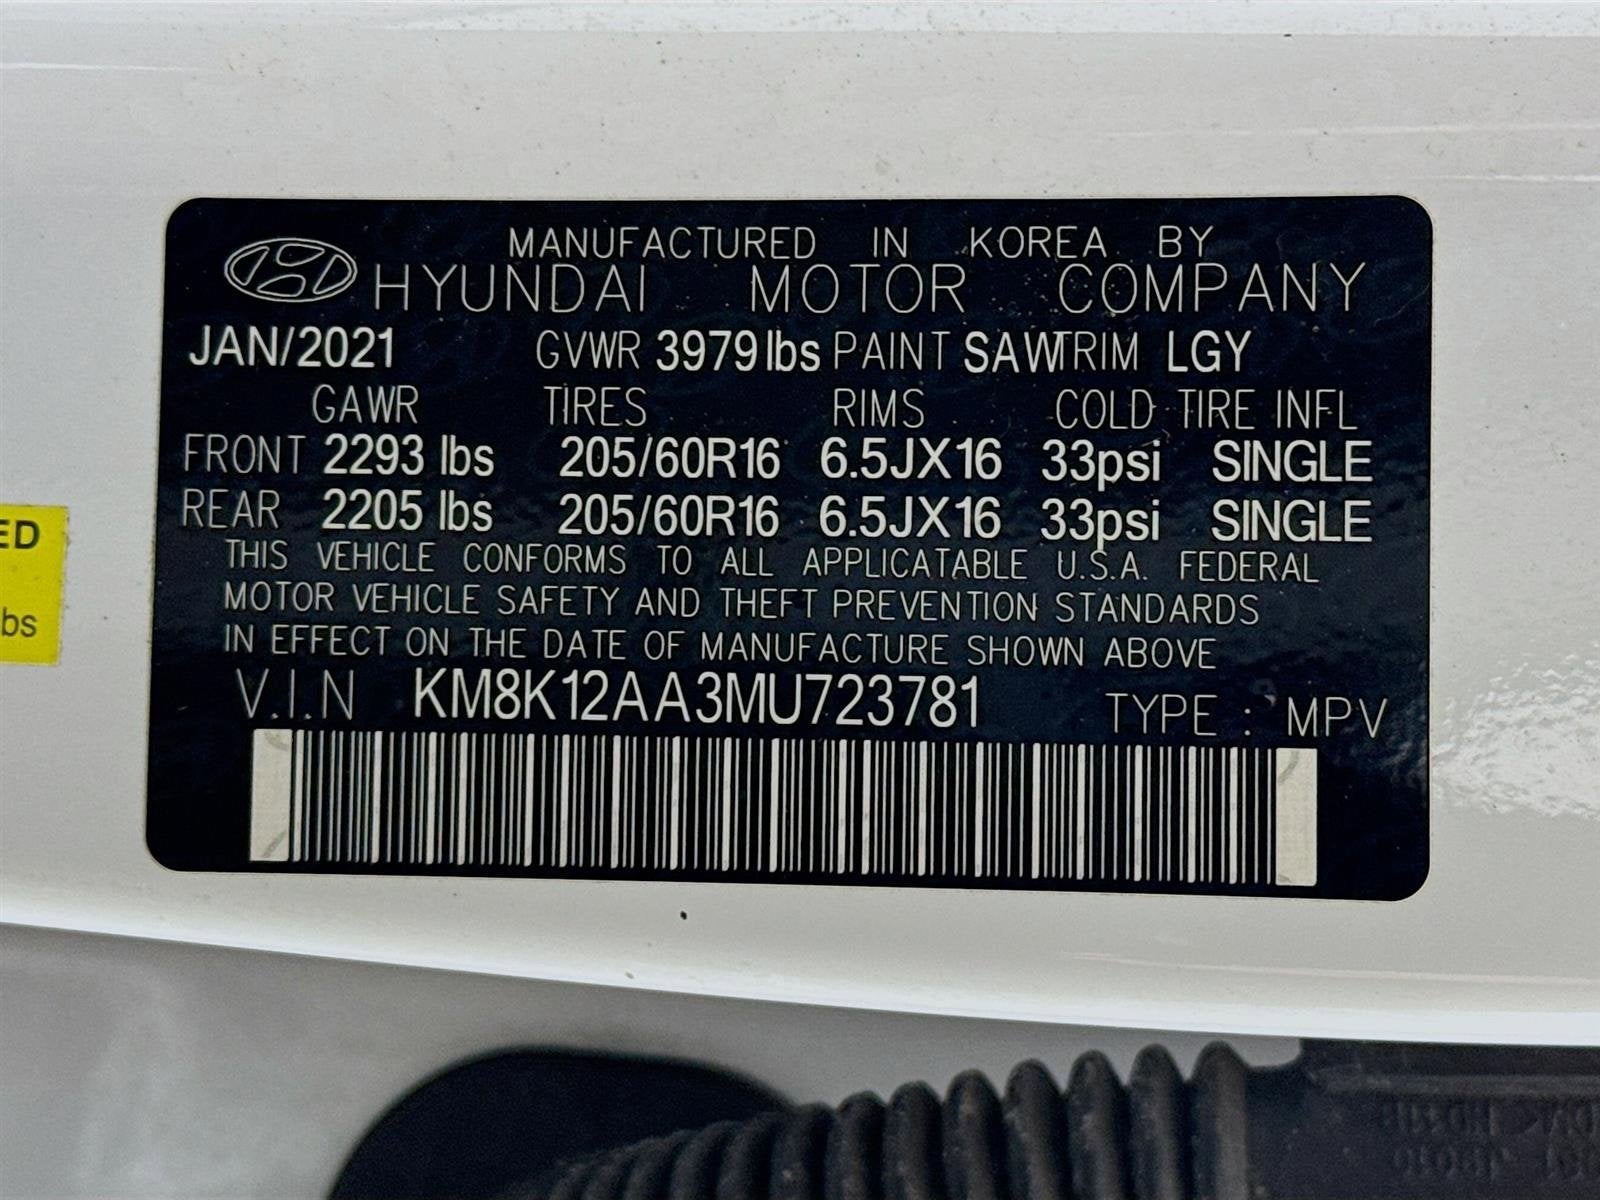 MANUFACTURED IN KOREA BY
HYUNDAI MOTOR COMPANY
JAN/2021 GVWR 3979lbs PAINT SAW TRIM LGY
GAWR TIRES RIMS COLD TIRE INFL
FRONT 2293 lbs 205/60R16 6.5JX16 33psi SINGLE
REAR 2205 lbs 205/60R16 6.5JX16 33psi SINGLE
THIS VEHICLE CONFORMS TO ALL APPLICATABLE U.S.A. FEDERAL
MOTOR VEHICLE SAFETY AND THEFT PREVENTION STANDARDS
IN EFFECT ON THE DATE OF MANUFACTURE SHOWN ABOVE
V.I.N KM8K12AA3MU723781 TYPE : MPV
ED
lbs